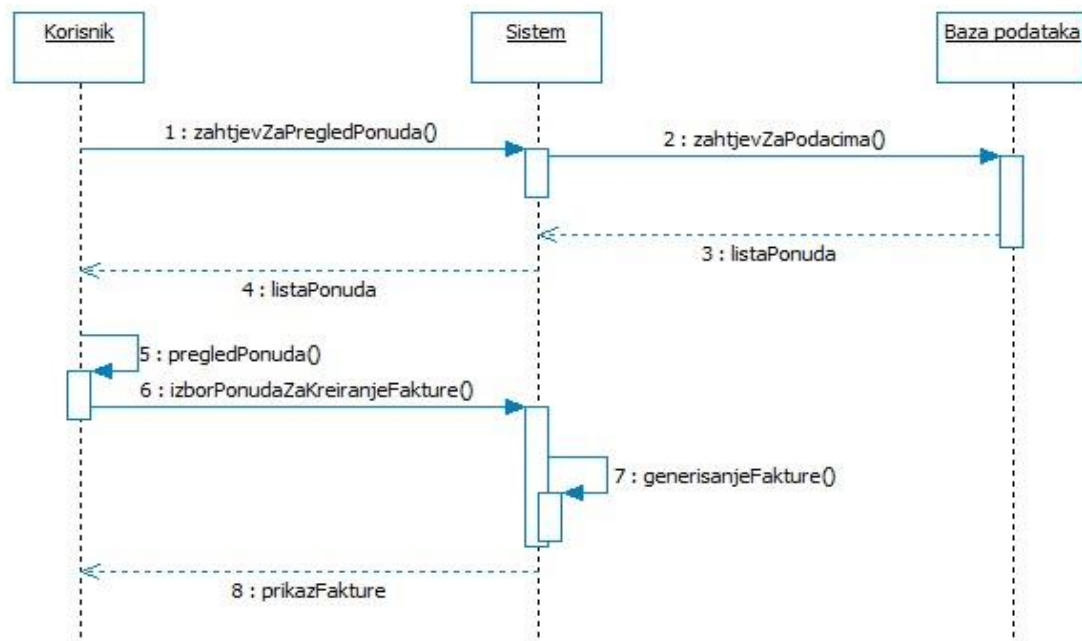 Korisnik
Sistem
Baza podataka
1 : zahtjevZaPregledPonuda()
2 : zahtjevZaPodacima()
3 : listaPonuda
4 : listaPonuda
5 : pregledPonuda()
6 : izborPonudaZaKreiranjeFakture()
7 : generisanjeFakture()
8 : prikazFakture